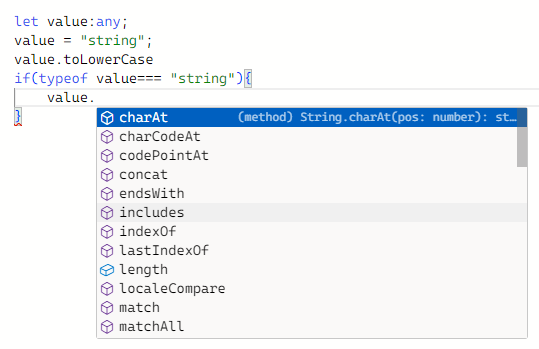 let value:any;
value = "string";
value.toLowerCase
if(typeof value=== "string"){
value.
}
charAt (method) String.charAt(pos: number): st…
charCodeAt
codePointAt
concat
endsWith
includes
indexOf
lastIndexOf
length
localeCompare
match
matchAll